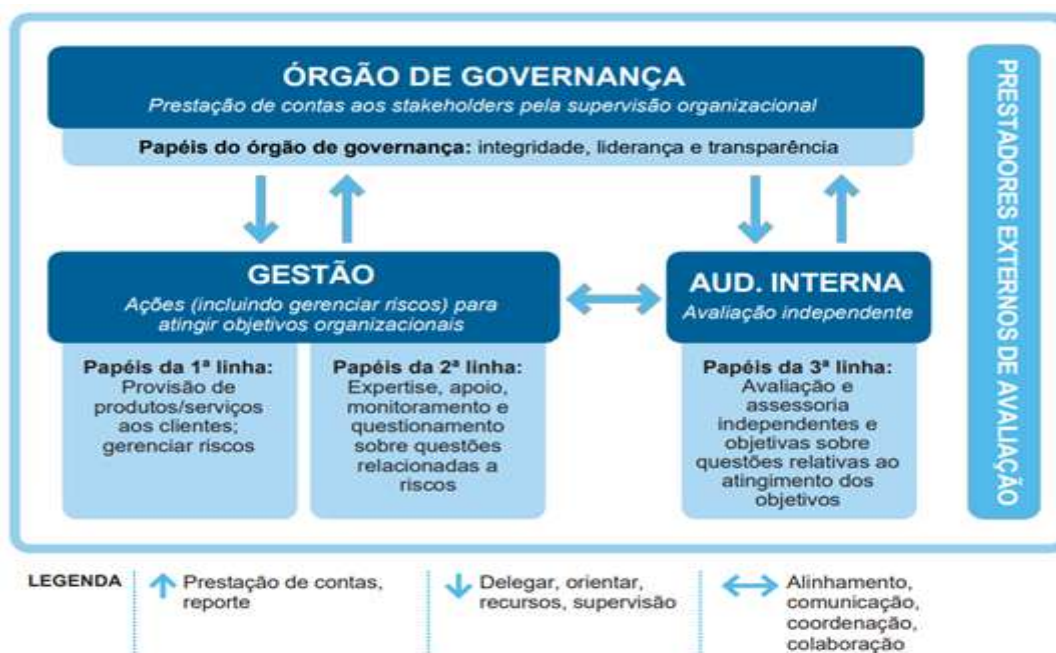 ÓRGÃO DE GOVERNANÇA
Prestação de contas aos stakeholders pela supervisão organizacional
Papéis do órgão de governança: integridade, liderança e transparência
GESTÃO
Ações (incluindo gerenciar riscos) para
atingir objetivos organizacionais
Papéis da 1ª linha:
Provisão de
produtos/serviços
aos clientes;
gerenciar riscos
Papéis da 2ª linha:
Expertise, apoio,
monitoramento e
questionamento
sobre questões
relacionadas a
riscos
AUD. INTERNA
Avaliação independente
Papéis da 3ª linha:
Avaliação e
assessoria
independentes e
objetivas sobre
questões relativas ao
atingimento dos
objetivos
PRESTADORES EXTERNOS DE AVALIAÇÃO
LEGENDA
Prestação de contas,
reporte
Delegar, orientar,
recursos, supervisão
Alinhamento,
comunicação,
coordenação,
colaboração